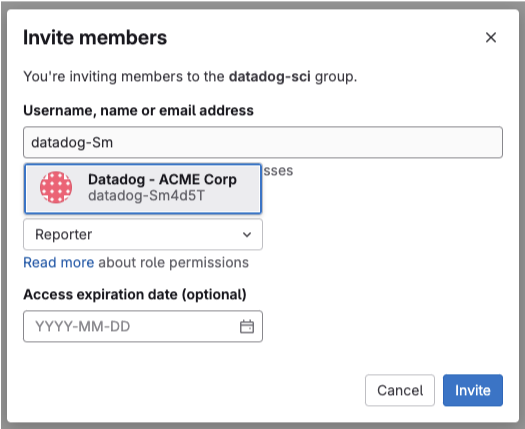 Invite members
You're inviting members to the datadog-sci group.
Username, name or email address
datadog-Sm
Datadog - ACME Corp
sses
datadog-Sm4d5T
Reporter
Read more about role permissions
Access expiration date (optional)
YYYY-MM-DD
Cancel
Invite